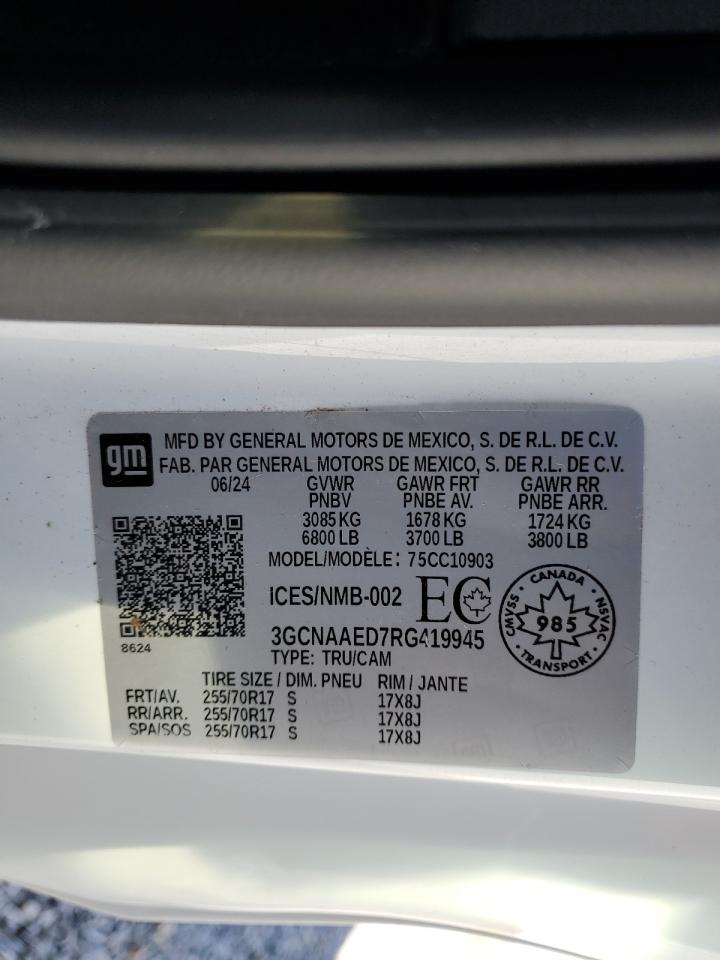 gm
MFD BY GENERAL MOTORS DE MEXICO, S. DE R.L. DE C.V.
FAB. PAR GENERAL MOTORS DE MEXICO, S. DE R.L. DE C.V.
06/24 GVWR GAWR FRT GAWR RR
PNBV PNBE AV. PNBE ARR.
3085 KG 1678 KG 1724 KG
6800 LB 3700 LB 3800 LB
MODEL/MODÈLE: 75CC10903
ICES/NMB-002 EC
CANADA
CMVSS 985 NSVAC
TRANSPORT
8624
3GCNAAED7RG419945
TYPE: TRU/CAM
TIRE SIZE / DIM. PNEU RIM / JANTE
FRT/AV. 255/70R17 S 17X8J
RR/ARR. 255/70R17 S 17X8J
SPA/SOS 255/70R17 S 17X8J